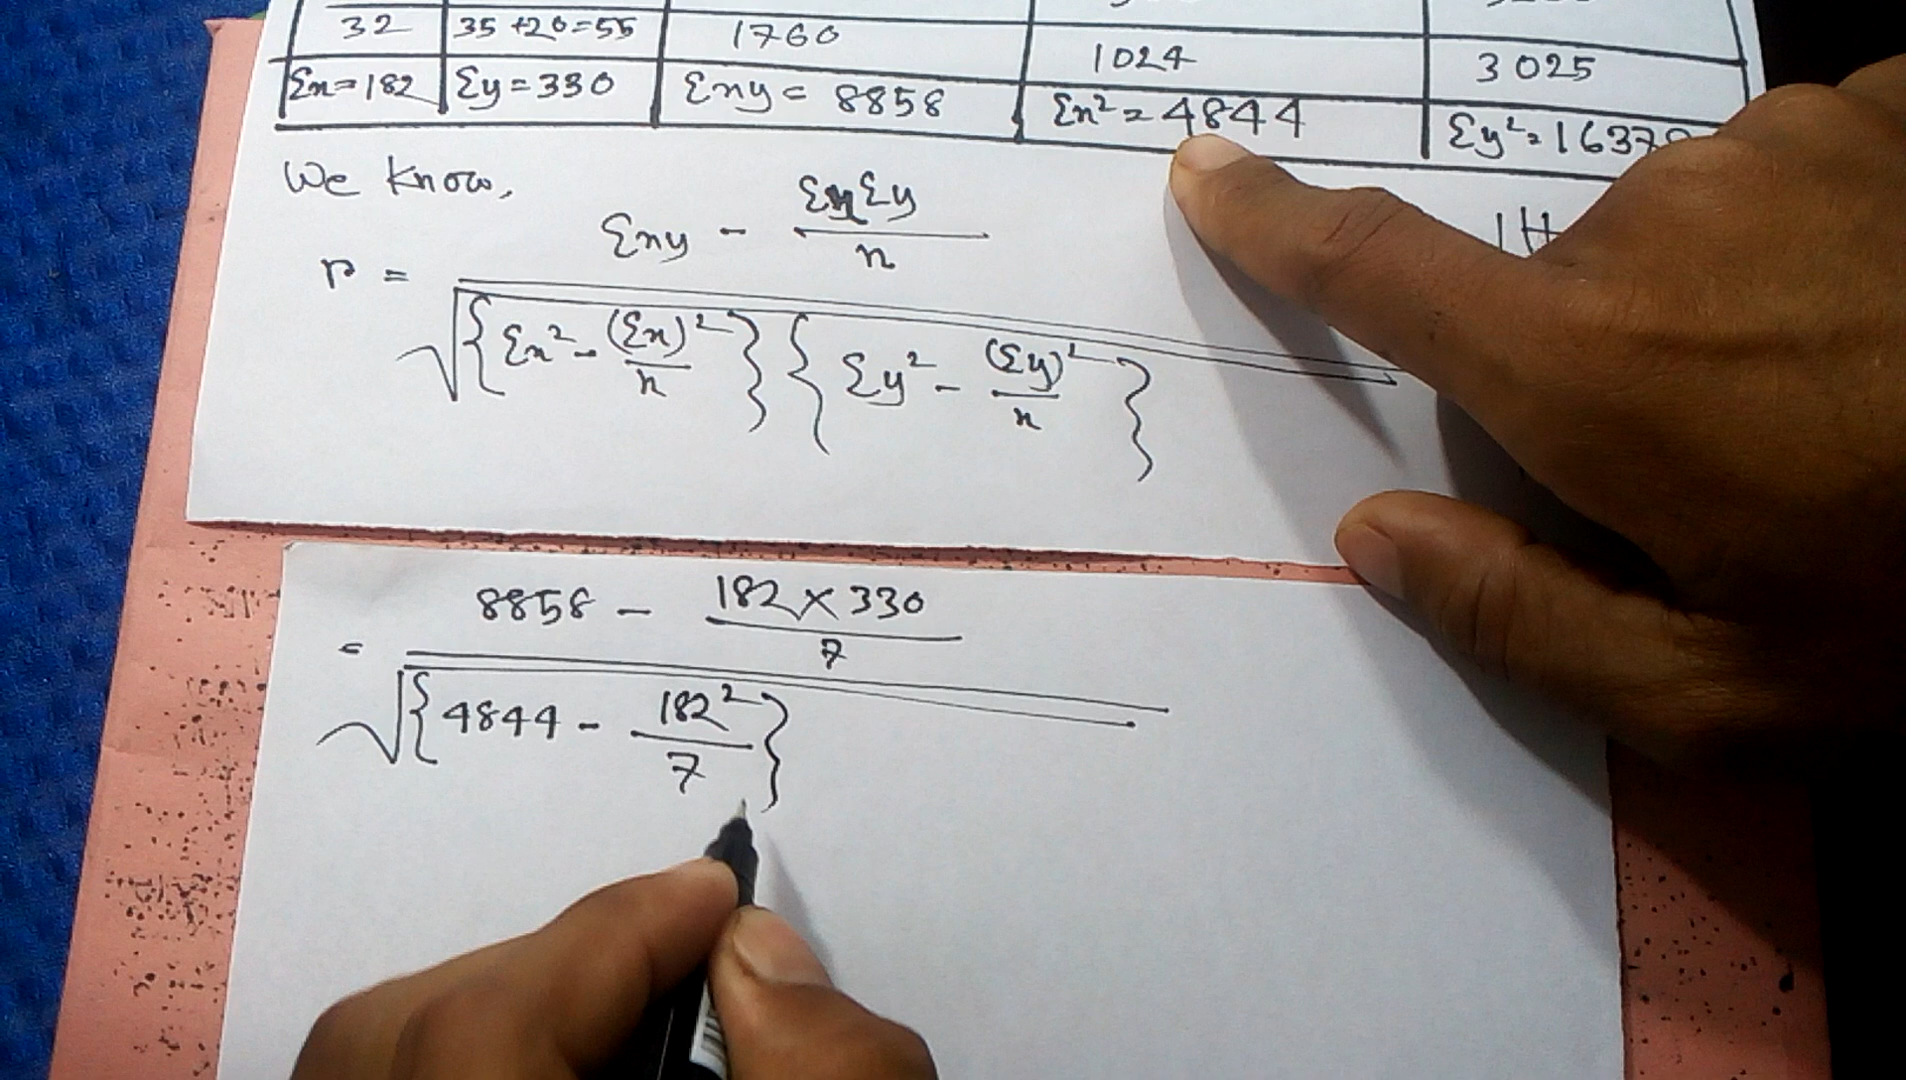 32 35+20=55 1760 1024 3025
Σx=182 Σy=330 Σxy = 8858 Σx²=4844 Σy²=1637
We know,
r = Σxy - ΣxΣy / n
√{Σx² - (Σx)²/n}{Σy² - (Σy)²/n}
= 8858 - 182×330 / 7
√{4844 - 182²/7}